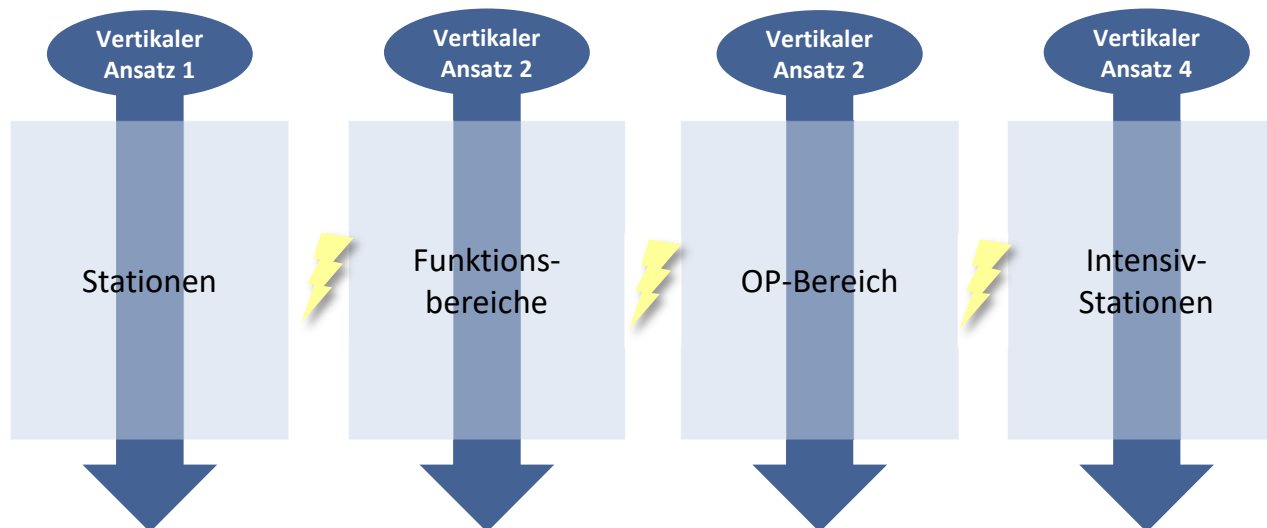 Vertikaler
Ansatz 1
Vertikaler
Ansatz 2
Vertikaler
Ansatz 2
Vertikaler
Ansatz 4
Stationen
Funktions-
bereiche
OP-Bereich
Intensiv-
Stationen